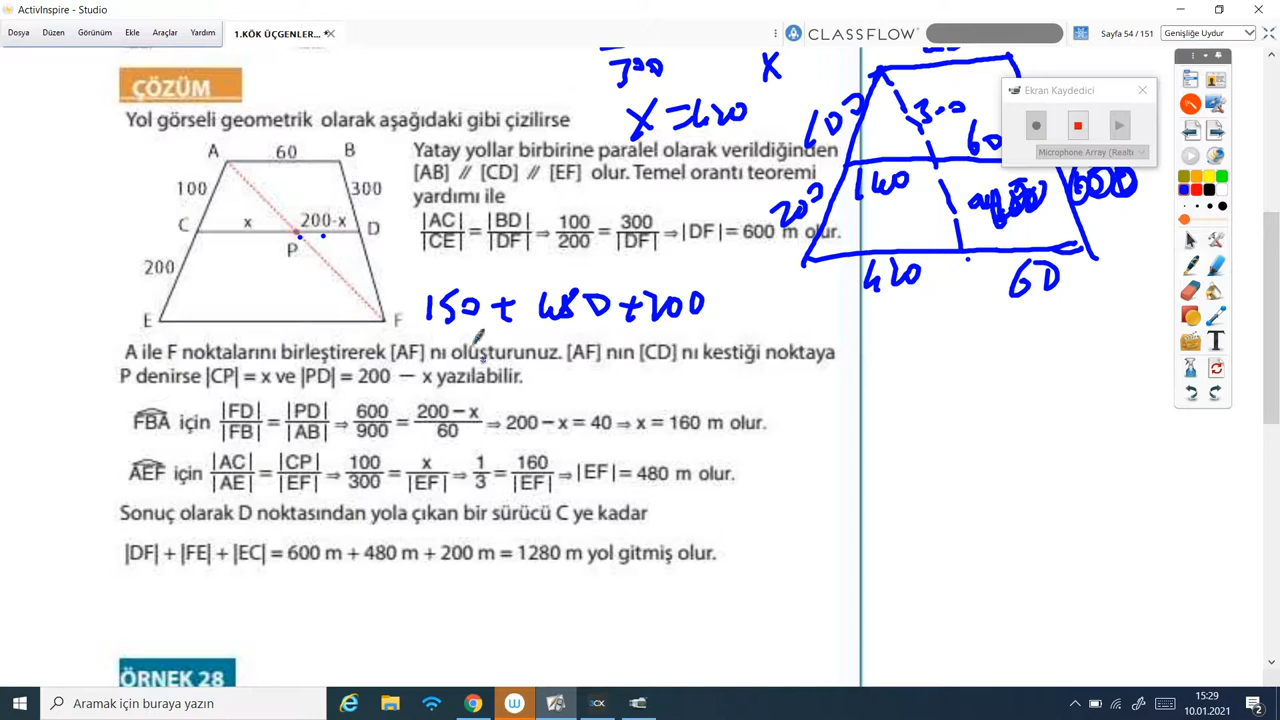 ActivInspire - Studio
Dosya Düzen Görünüm Ekle Araçlar Yardım 1.KÖK ÜÇGENLER... CLASSFLOW Sayfa 54 / 151 Genişliğe Uydur
Ekran Kaydedici
Microphone Array (Realt
300 x
x = 420
100 300 60
140
200
420 60
ÇÖZÜM
Yol görseli geometrik olarak aşağıdaki gibi çizilirse
A 60 B
100 300
C x 200-x D
P
200
E F
Yatay yollar birbirine paralel olarak verildiğinden
[AB] // [CD] // [EF] olur. Temel orantı teoremi
yardımı ile
|AC|/|CE| = |BD|/|DF| ⇒ 100/200 = 300/|DF| ⇒ |DF| = 600 m olur.
150 + 480 + 200
A ile F noktalarını birleştirerek [AF] nı oluşturunuz. [AF] nın [CD] nı kestiği noktaya
P denirse |CP| = x ve |PD| = 200 − x yazılabilir.
FBA için |FD|/|FB| = |PD|/|AB| ⇒ 600/900 = 200−x/60 ⇒ 200−x = 40 ⇒ x = 160 m olur.
AEF için |AC|/|AE| = |CP|/|EF| ⇒ 100/300 = x/|EF| ⇒ 1/3 = 160/|EF| ⇒ |EF| = 480 m olur.
Sonuç olarak D noktasından yola çıkan bir sürücü C ye kadar
|DF| + |FE| + |EC| = 600 m + 480 m + 200 m = 1280 m yol gitmiş olur.
ÖRNEK 28
Aramak için buraya yazın
15:29
10.01.2021
2